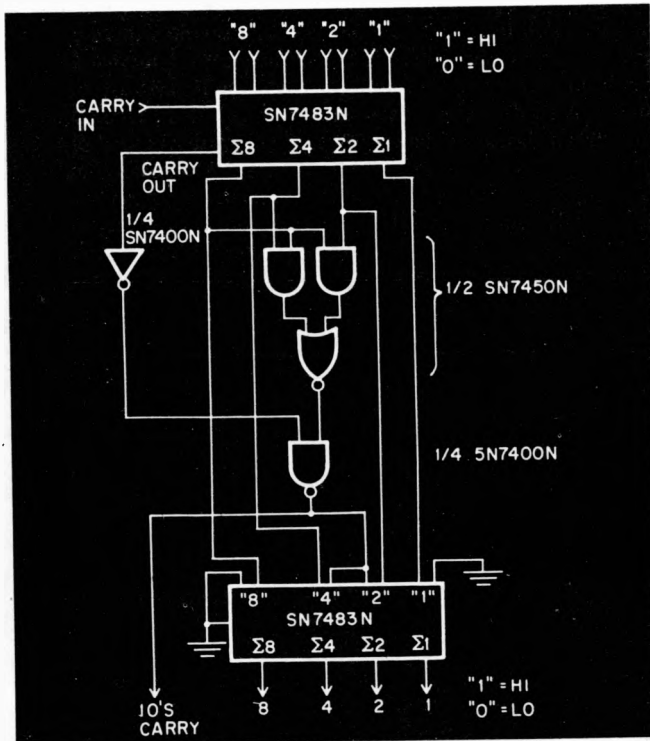 "8" "4" "2" "1"
"1" = HI
"0" = LO
CARRY IN
SN7483N
Σ8 Σ4 Σ2 Σ1
CARRY OUT
1/4 SN7400N
1/2 SN7450N
1/4 5N7400N
"8" "4" "2" "1"
SN7483N
Σ8 Σ4 Σ2 Σ1
10'S CARRY
8 4 2 1
"1" = HI
"0" = LO